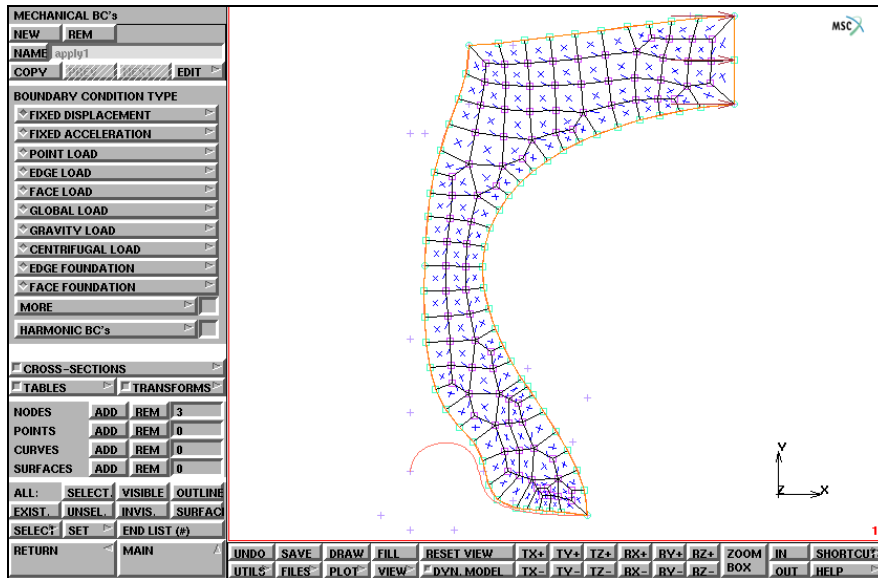 MECHANICAL BC's
NEW REM
NAME apply1
COPY PREV NEXT EDIT
BOUNDARY CONDITION TYPE
FIXED DISPLACEMENT
FIXED ACCELERATION
POINT LOAD
EDGE LOAD
FACE LOAD
GLOBAL LOAD
GRAVITY LOAD
CENTRIFUGAL LOAD
EDGE FOUNDATION
FACE FOUNDATION
MORE
HARMONIC BC's
CROSS-SECTIONS
TABLES TRANSFORMS
NODES ADD REM 3
POINTS ADD REM 0
CURVES ADD REM 0
SURFACES ADD REM 0
ALL: SELECT. VISIBLE OUTLINE
EXIST. UNSEL. INVIS. SURFAC
SELECT SET END LIST (#)
RETURN MAIN
MSC X
Y
Z X
1
UNDO SAVE DRAW FILL RESET VIEW TX+ TY+ TZ+ RX+ RY+ RZ+ ZOOM IN SHORTCUT
UTILS FILES PLOT VIEW DYN. MODEL TX- TY- TZ- RX- RY- RZ- BOX OUT HELP